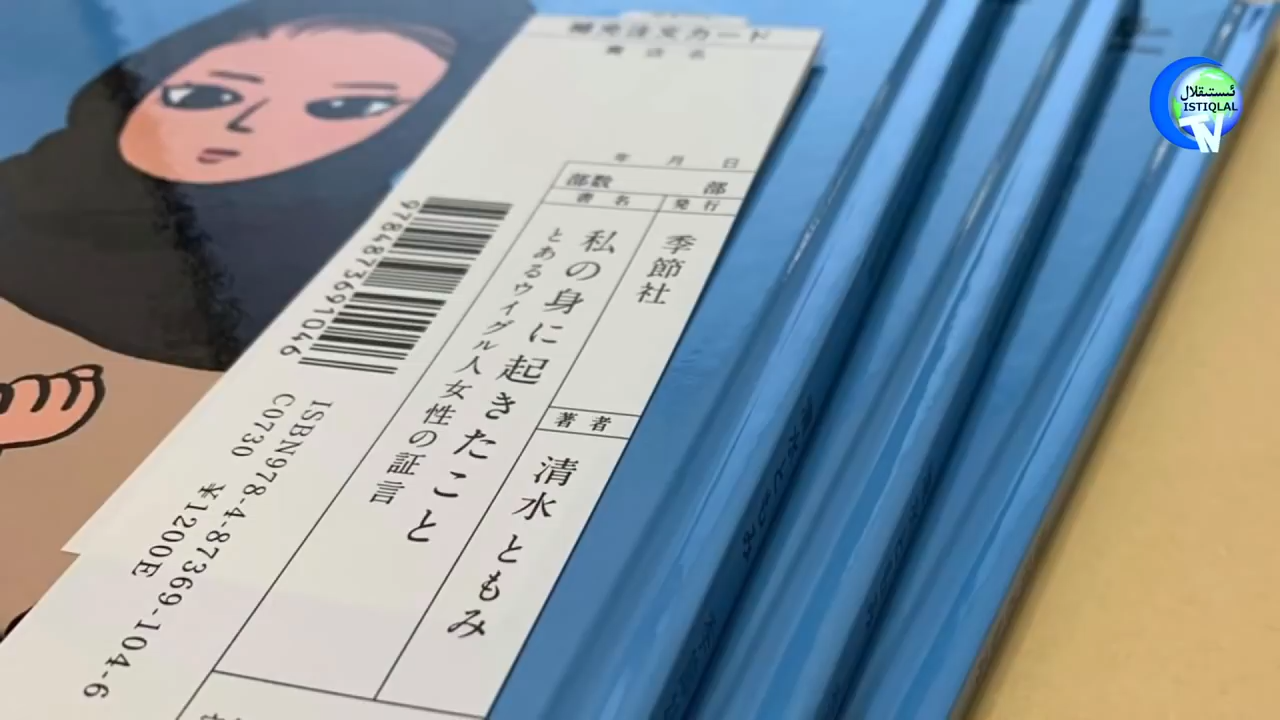 補充注文カード
貴店名
年 月 日
部数 部
書名
発行
季節社
私の身に起きたこと
とあるウイグル人女性の証言
著者
清水ともみ
9784873691046
ISBN978-4-87369-104-6
C0730 ¥1200E
ئىستىقلال
ISTIQLAL
TV